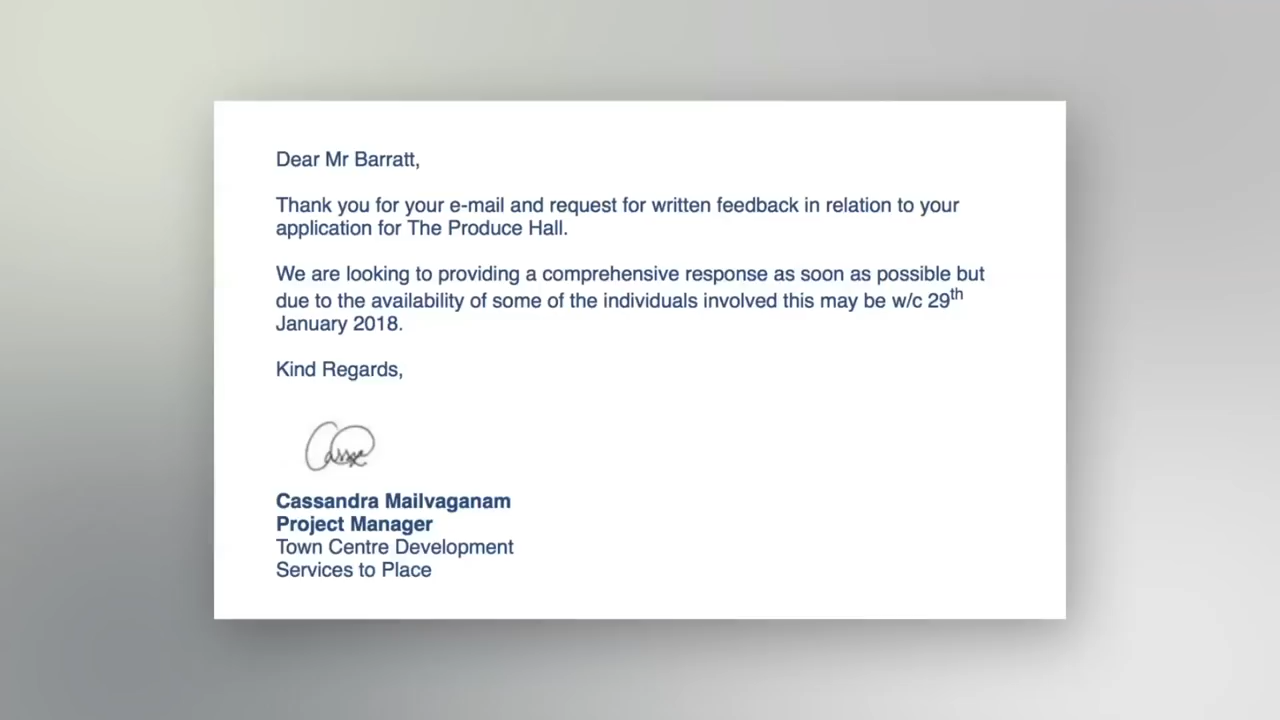 Dear Mr Barratt,
Thank you for your e-mail and request for written feedback in relation to your
application for The Produce Hall.
We are looking to providing a comprehensive response as soon as possible but
due to the availability of some of the individuals involved this may be w/c 29th
January 2018.
Kind Regards,
Cassandra Mailvaganam
Project Manager
Town Centre Development
Services to Place